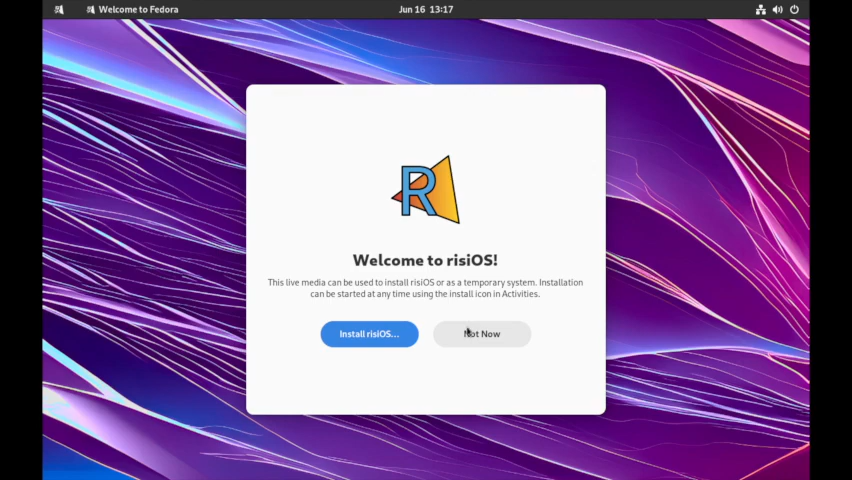 Welcome to Fedora
Jun 16 13:17
R
Welcome to risiOS!
This live media can be used to install risiOS or as a temporary system. Installation
can be started at any time using the install icon in Activities.
Install risiOS...
Not Now